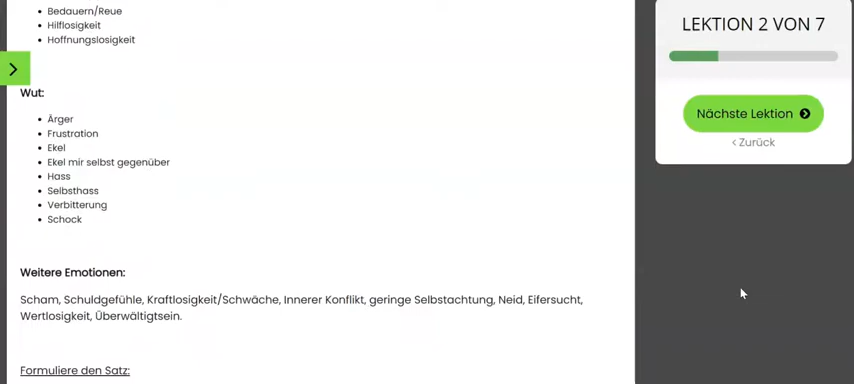 Bedauern/Reue
Hilflosigkeit
Hoffnungslosigkeit
Wut:
Ärger
Frustration
Ekel
Ekel mir selbst gegenüber
Hass
Selbsthass
Verbitterung
Schock
Weitere Emotionen:
Scham, Schuldgefühle, Kraftlosigkeit/Schwäche, Innerer Konflikt, geringe Selbstachtung, Neid, Eifersucht,
Wertlosigkeit, Überwältigtsein.
Formuliere den Satz:
LEKTION 2 VON 7
Nächste Lektion
< Zurück